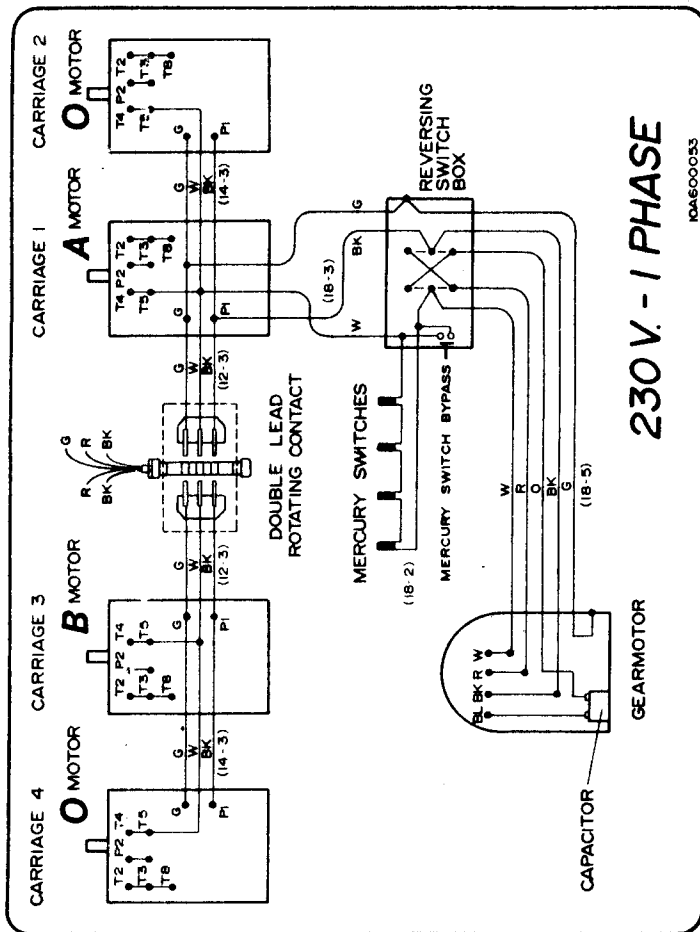 CARRIAGE 4
O MOTOR
T2 P2 T4
T3 T5
T8
G
P1
G
W
BK
(14-3)
CARRIAGE 3
B MOTOR
T2 P2 T4
T3 T5
T8
G
P1
G
W
BK
(12-3)
G
R
R
BK
BK
DOUBLE LEAD
ROTATING CONTACT
CARRIAGE 1
A MOTOR
T4 P2 T2
T5 T3
T8
G
P1
G
W
BK
(12-3)
CARRIAGE 2
O MOTOR
T4 P2 T2
T5 T3
T8
G
P1
G
W
BK
(14-3)
(18-3)
W
BK
G
MERCURY SWITCHES
(18-2)
MERCURY SWITCH BYPASS
REVERSING
SWITCH
BOX
W
R
O
BK
G
(18-5)
BL BK R W
CAPACITOR
GEARMOTOR
230 V. - 1 PHASE
10A600053